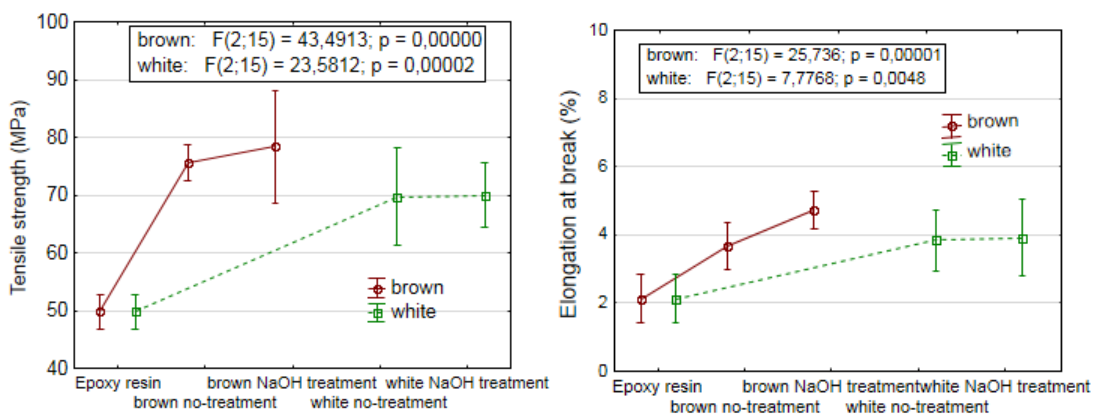 brown: F(2;15) = 43,4913; p = 0,00000
white: F(2;15) = 23,5812; p = 0,00002
Tensile strength (MPa)
100
90
80
70
60
50
40
brown
white
Epoxy resin brown NaOH treatment white NaOH treatment
brown no-treatment white no-treatment
brown: F(2;15) = 25,736; p = 0,00001
white: F(2;15) = 7,7768; p = 0,0048
Elongation at break (%)
10
8
6
4
2
0
brown
white
Epoxy resin brown NaOH treatment white NaOH treatment
brown no-treatment white no-treatment